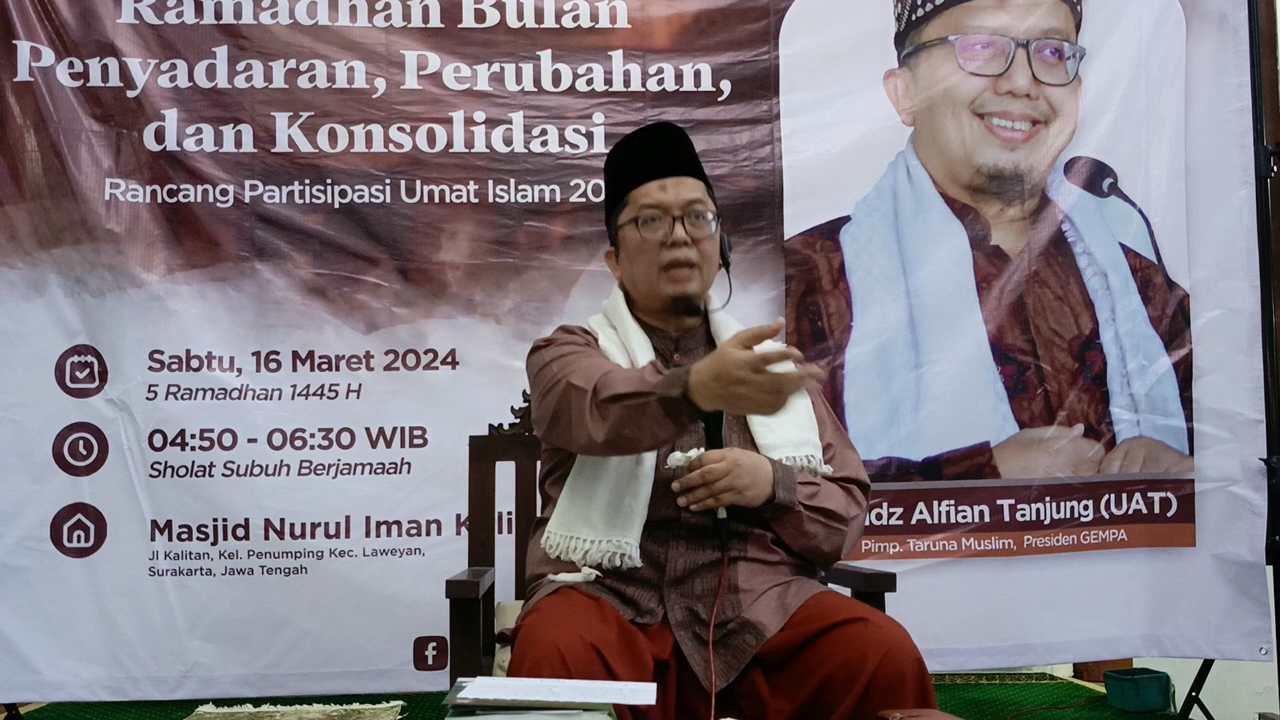 Ramadhan Bulan
Penyadaran, Perubahan,
dan Konsolidasi
Rancang Partisipasi Umat Islam 20
Sabtu, 16 Maret 2024
5 Ramadhan 1445 H
04:50 - 06:30 WIB
Sholat Subuh Berjamaah
Masjid Nurul Iman
Jl Kalitan, Kel. Penumping Kec. Laweyan,
Surakarta, Jawa Tengah
f
Alfian Tanjung (UAT)
Pimp. Taruna Muslim, Presiden GEMPA